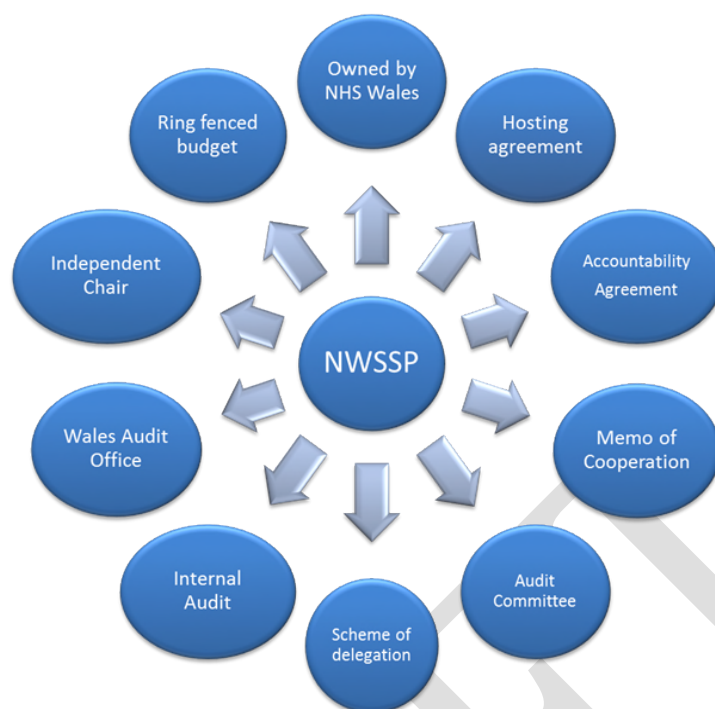 Owned by
NHS Wales
Hosting
agreement
Accountability
Agreement
Memo of
Cooperation
Audit
Committee
Scheme of
delegation
Internal
Audit
Wales Audit
Office
Independent
Chair
Ring fenced
budget
NWSSP